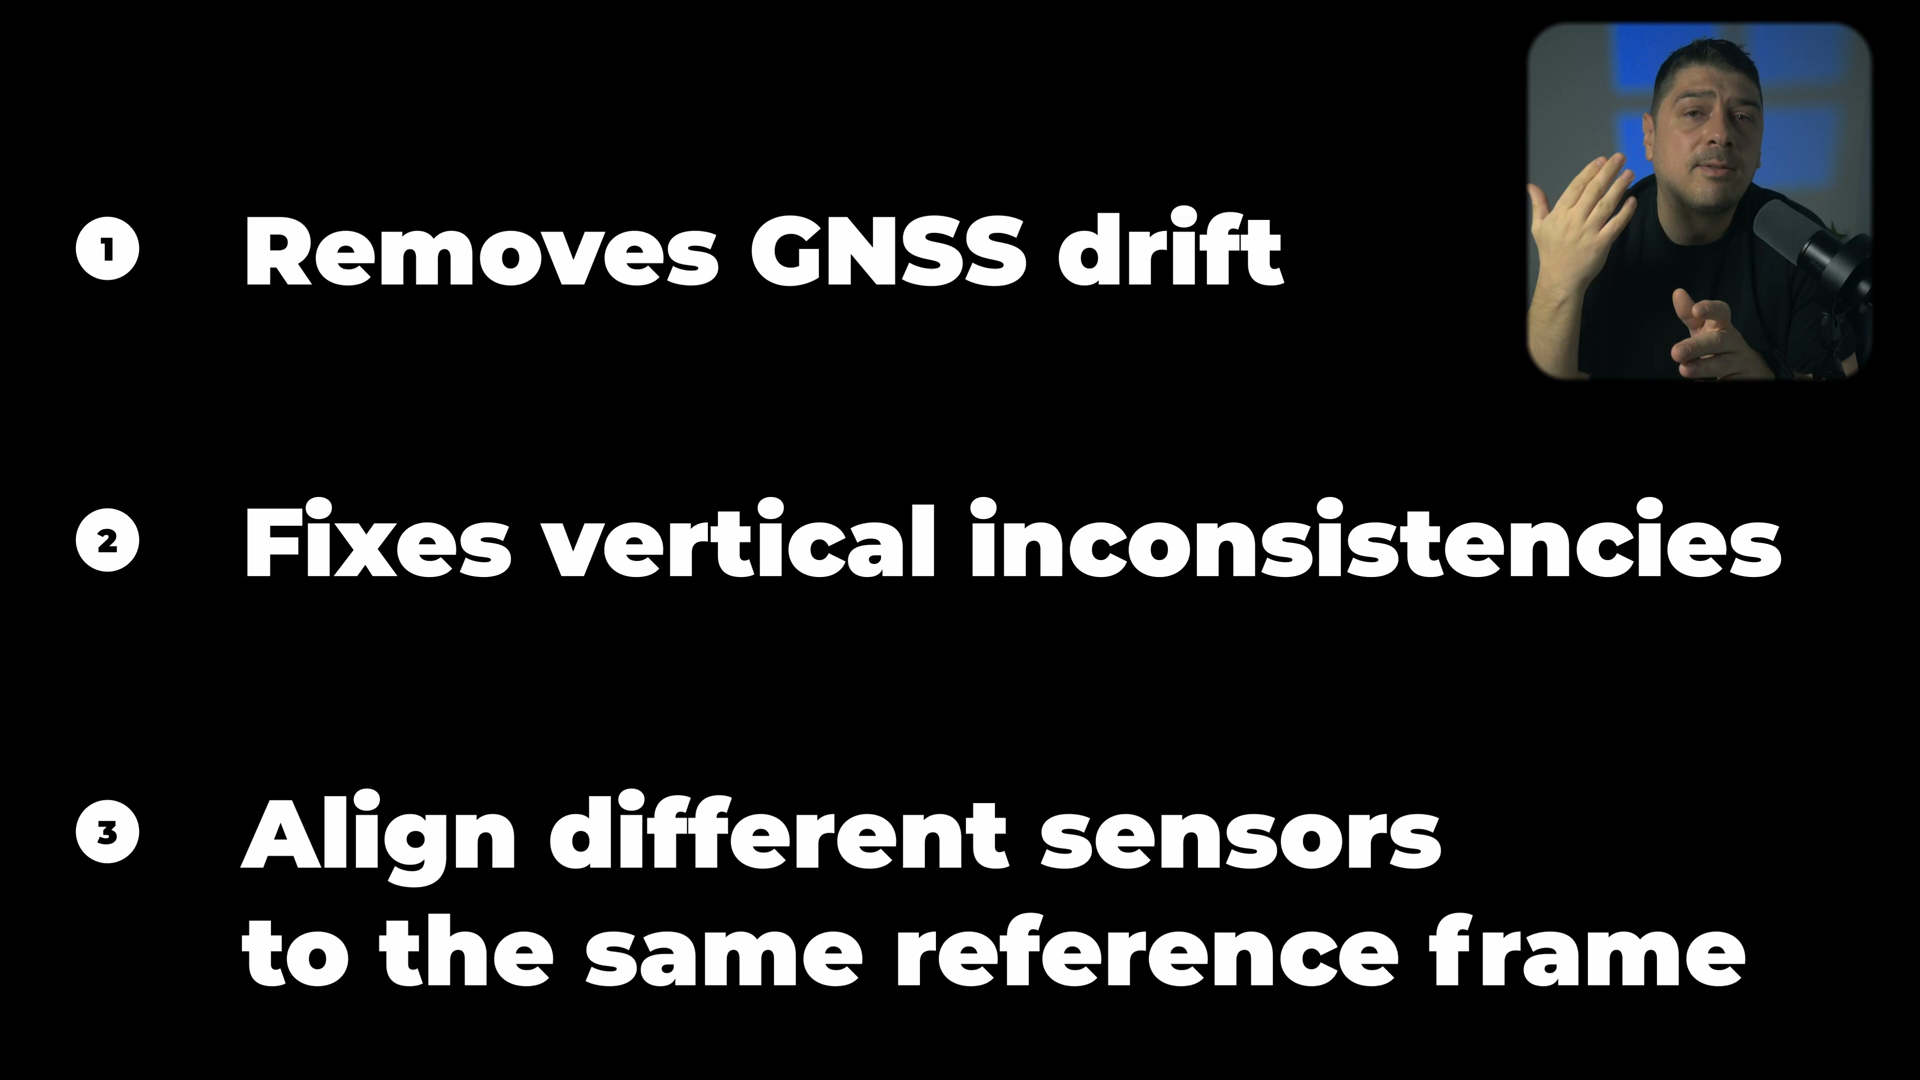 1 Removes GNSS drift
2 Fixes vertical inconsistencies
3 Align different sensors
to the same reference frame